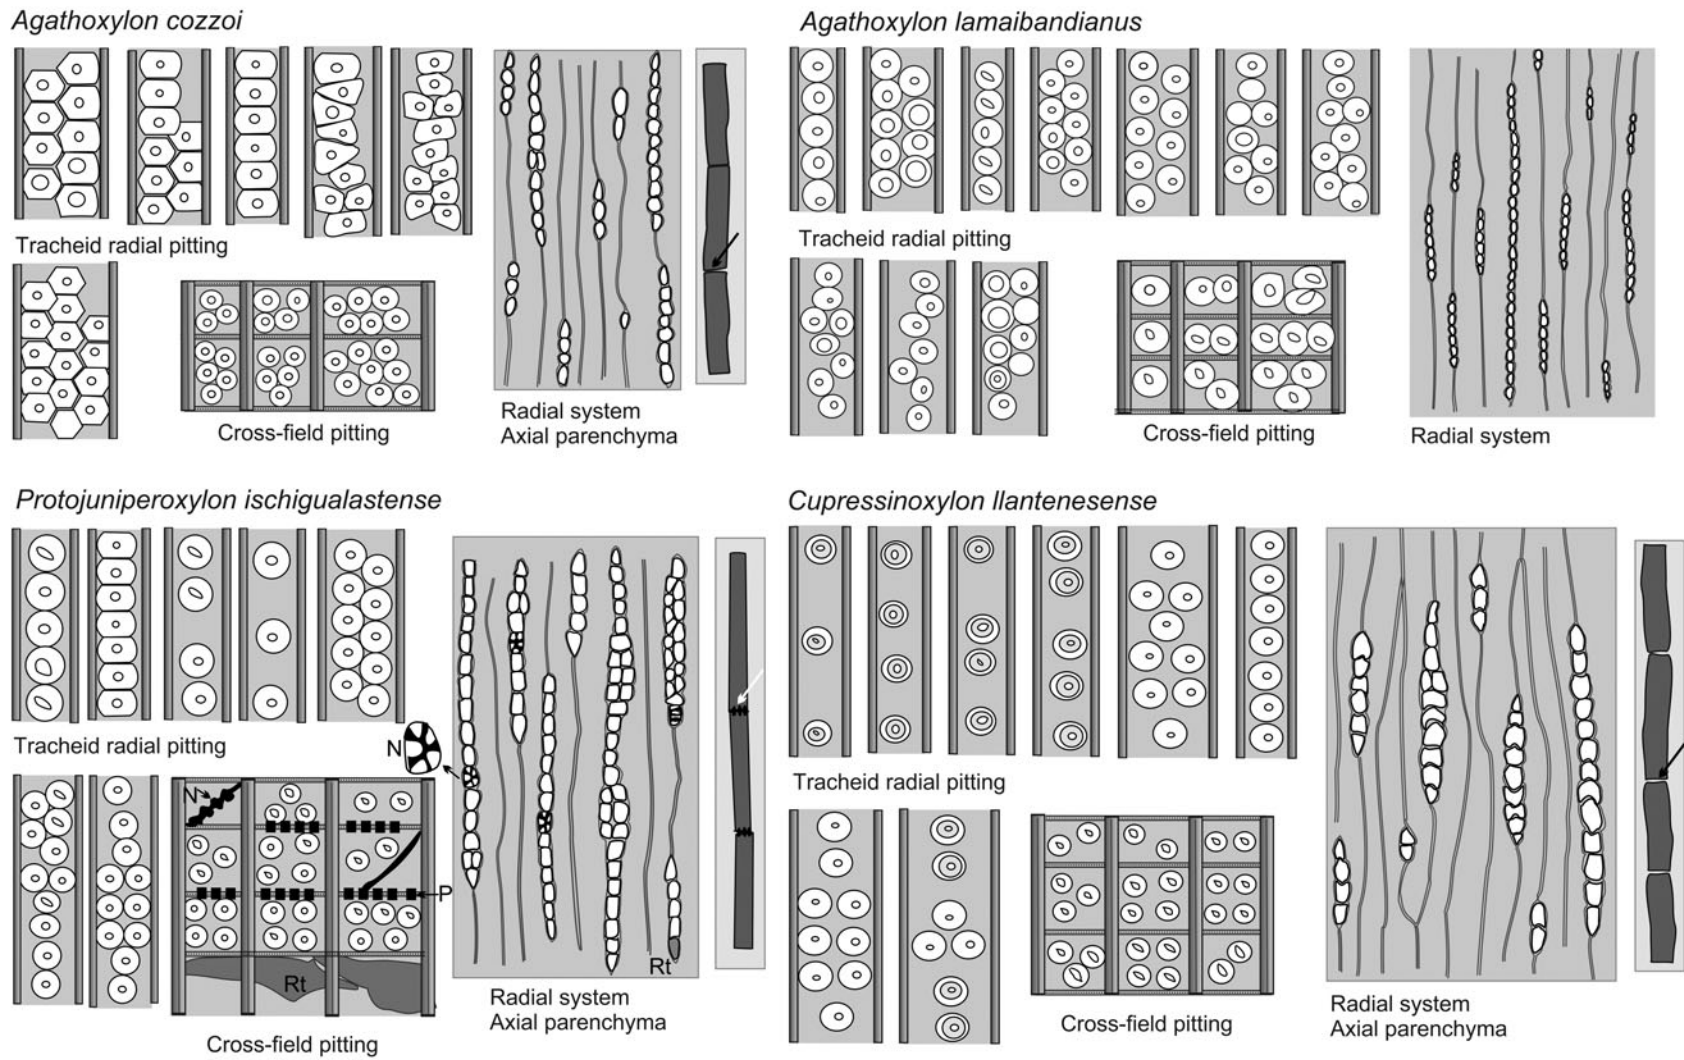 Agathoxylon cozzoi
Tracheid radial pitting
Cross-field pitting
Radial system
Axial parenchyma
Agathoxylon lamaibandianus
Tracheid radial pitting
Cross-field pitting
Radial system
Protojuniperoxylon ischigualastense
Tracheid radial pitting
N
N
P
Rt
Rt
Cross-field pitting
Radial system
Axial parenchyma
Cupressinoxylon llantenesense
Tracheid radial pitting
Cross-field pitting
Radial system
Axial parenchyma